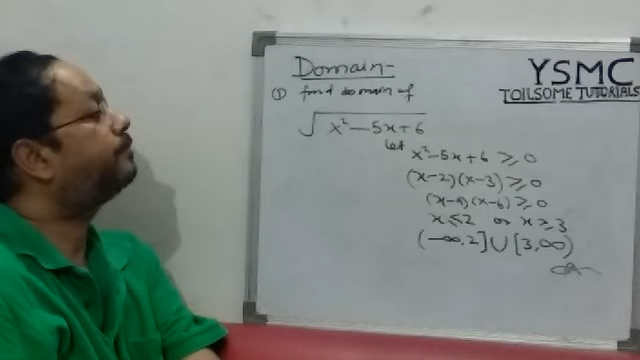 Domain-
① find domain of
√x²-5x+6
YSMC
TOILSOME TUTORIALS
let x²-5x+6 ≥ 0
(x-2)(x-3) ≥ 0
(x-a)(x-b) ≥ 0
x ≤ 2 or x ≥ 3
(-∞, 2] ∪ [3, ∞)